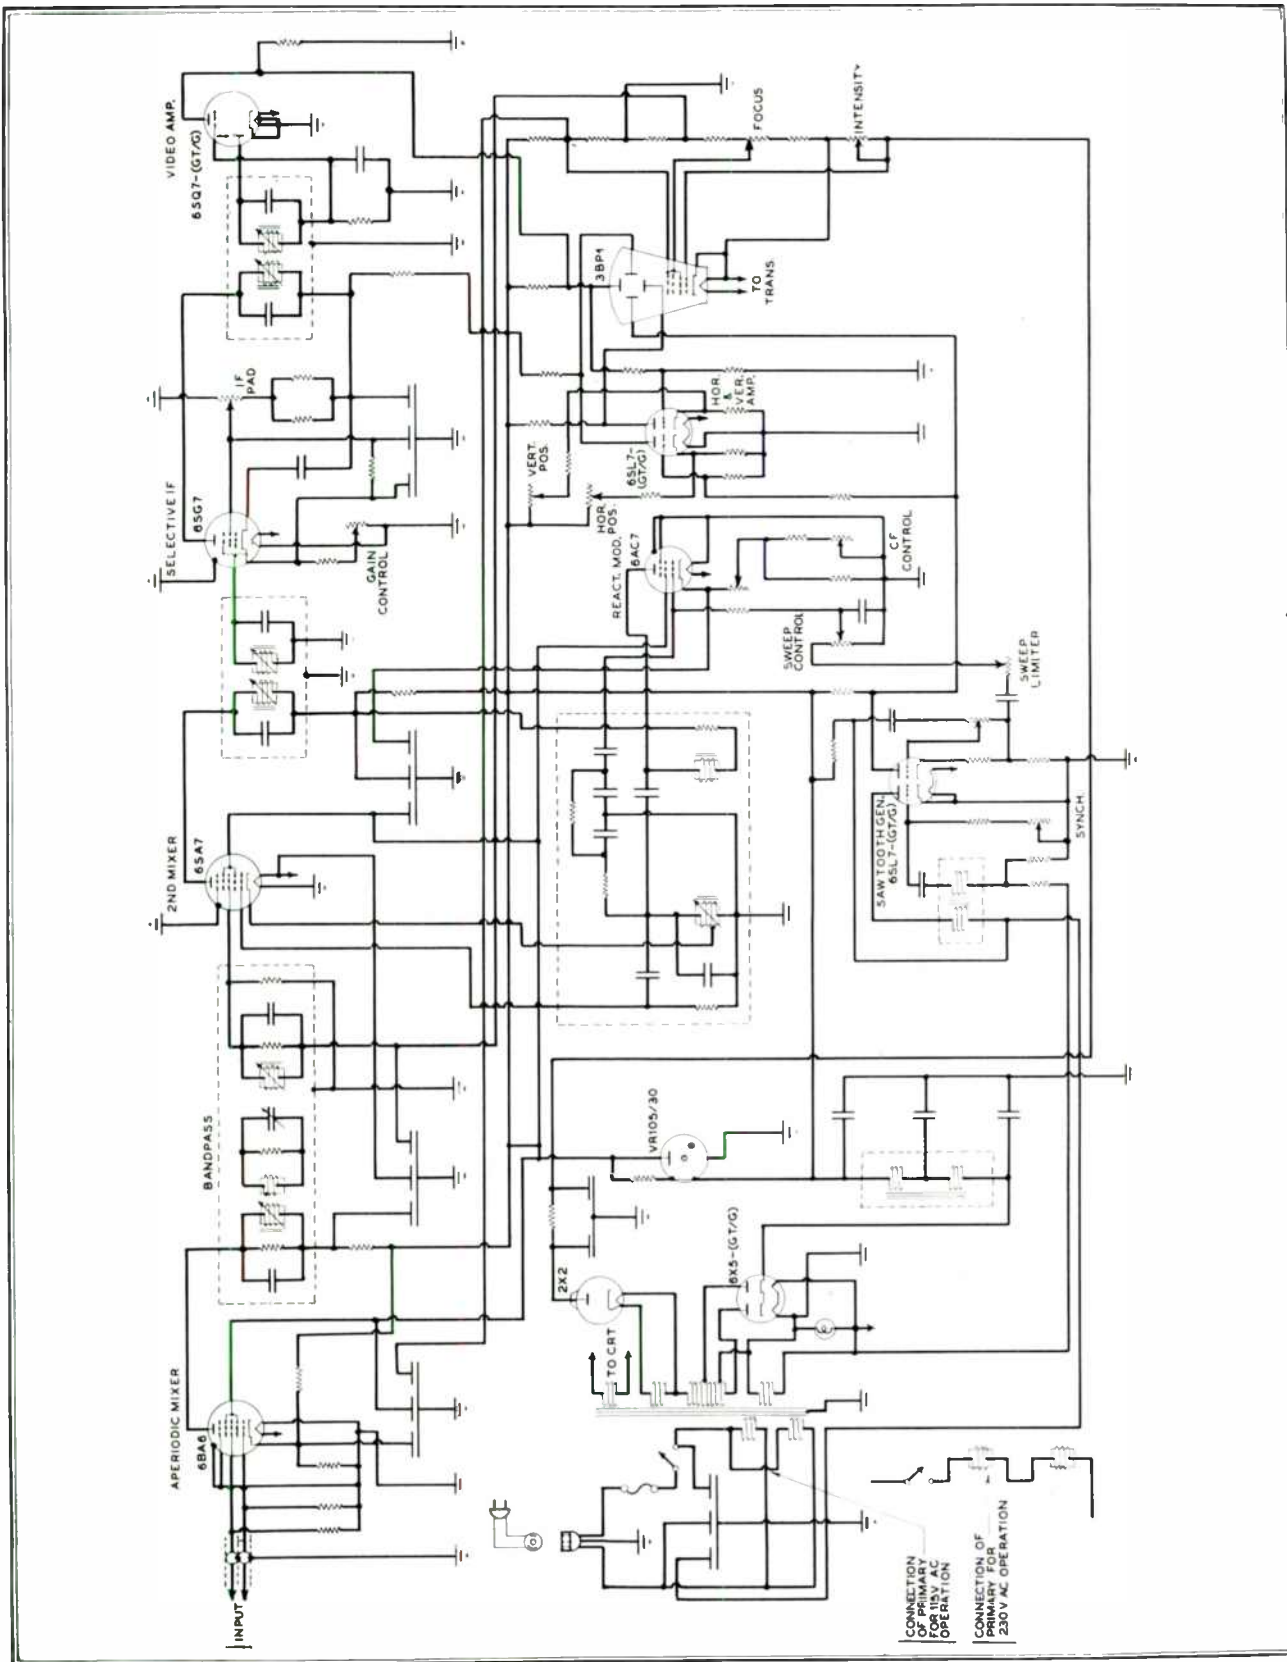 INPUT
APERIODIC MIXER
6BA6
BANDPASS
2ND MIXER
6SA7
SELECTIVE IF
6SG7
GAIN
CONTROL
IF
PAD
VIDEO AMP.
6SQ7-(GT/G)
TO CRT
2X2
6X5-(GT/G)
VR105/30
REACT. MOD.
6AC7
HOR.
POS.
VERT.
POS.
6SL7-
(GT/G)
HOR.
&
VER.
AMP.
3BP1
TO
TRANS.
FOCUS
INTENSITY
SAWTOOTH GEN.
6SL7-(GT/G)
SYNCH.
SWEEP
CONTROL
SWEEP
LIMITER
CF
CONTROL
CONNECTION
OF PRIMARY
FOR 115V AC
OPERATION
CONNECTION OF
PRIMARY FOR
230V AC OPERATION